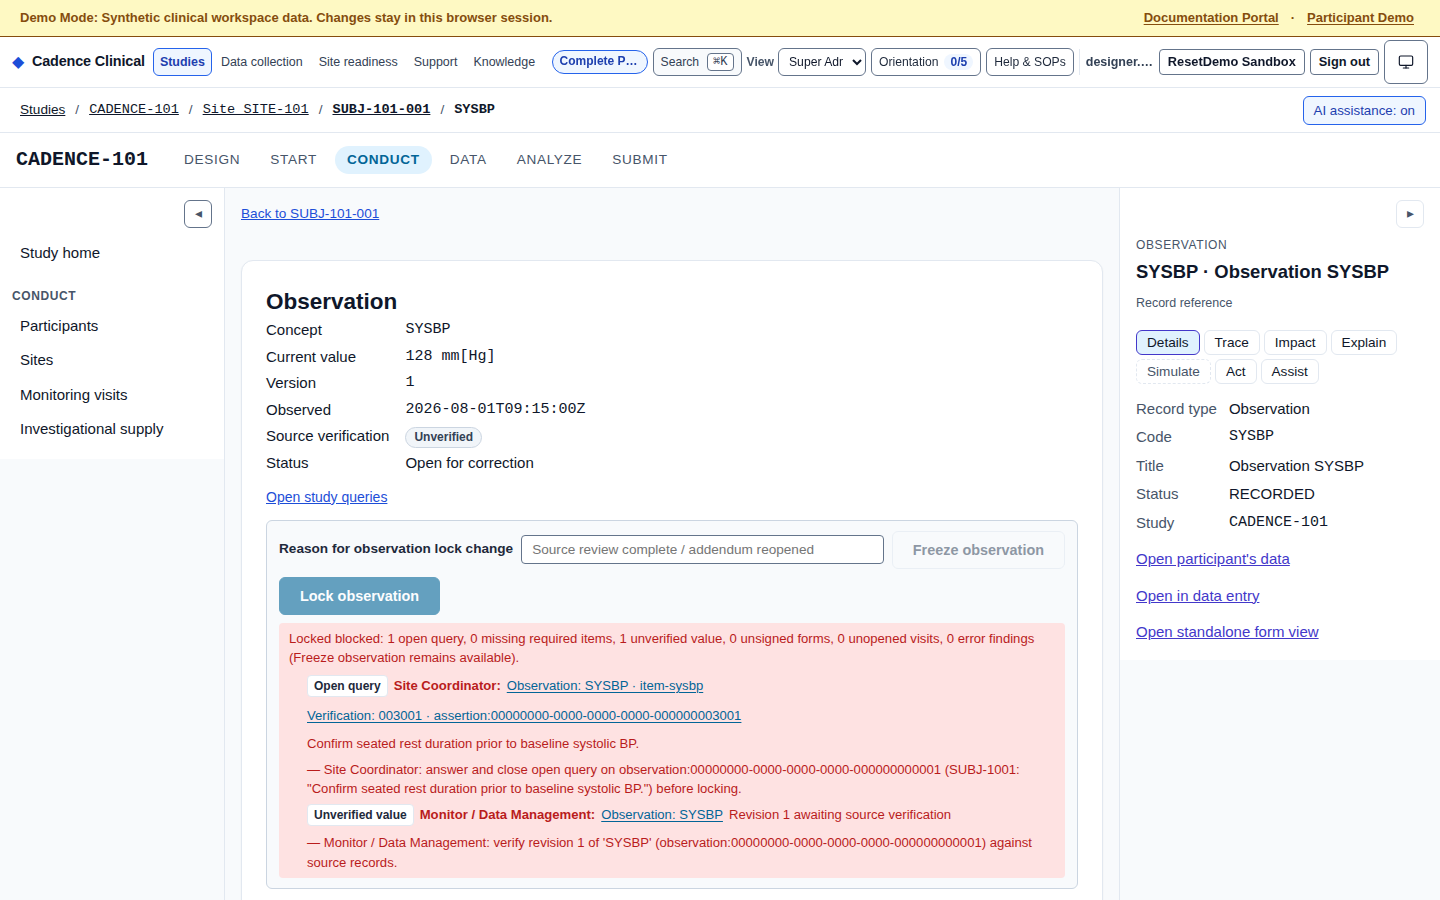 Demo Mode: Synthetic clinical workspace data. Changes stay in this browser session.
Documentation Portal · Participant Demo
Cadence Clinical Studies Data collection Site readiness Support Knowledge Complete P… Search ⌘K View Super Adr Orientation 0/5 Help & SOPs designer.… ResetDemo Sandbox Sign out
Studies / CADENCE-101 / Site SITE-101 / SUBJ-101-001 / SYSBP
AI assistance: on
CADENCE-101 DESIGN START CONDUCT DATA ANALYZE SUBMIT
Study home
CONDUCT
Participants
Sites
Monitoring visits
Investigational supply
Back to SUBJ-101-001
Observation
Concept SYSBP
Current value 128 mm[Hg]
Version 1
Observed 2026-08-01T09:15:00Z
Source verification Unverified
Status Open for correction
Open study queries
Reason for observation lock change Source review complete / addendum reopened Freeze observation
Lock observation
Locked blocked: 1 open query, 0 missing required items, 1 unverified value, 0 unsigned forms, 0 unopened visits, 0 error findings
(Freeze observation remains available).
Open query Site Coordinator: Observation: SYSBP · item-sysbp
Verification: 003001 · assertion:00000000-0000-0000-0000-000000003001
Confirm seated rest duration prior to baseline systolic BP.
— Site Coordinator: answer and close open query on observation:00000000-0000-0000-0000-000000000001 (SUBJ-1001:
"Confirm seated rest duration prior to baseline systolic BP.") before locking.
Unverified value Monitor / Data Management: Observation: SYSBP Revision 1 awaiting source verification
— Monitor / Data Management: verify revision 1 of 'SYSBP' (observation:00000000-0000-0000-0000-000000000001) against
source records.
OBSERVATION
SYSBP · Observation SYSBP
Record reference
Details Trace Impact Explain
Simulate Act Assist
Record type Observation
Code SYSBP
Title Observation SYSBP
Status RECORDED
Study CADENCE-101
Open participant's data
Open in data entry
Open standalone form view